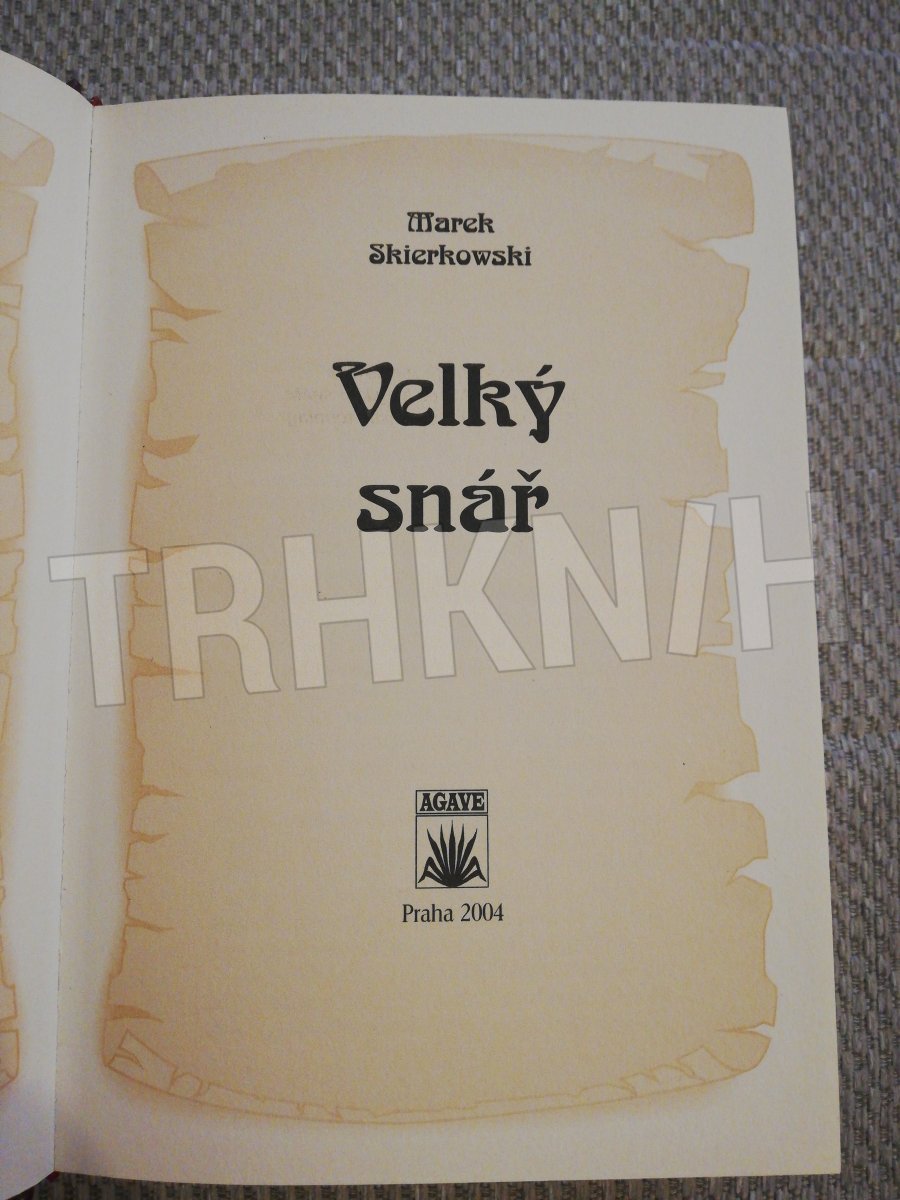 Marek
Skierkowski
Velký
snář
TRHKNIH
AGAVE
Praha 2004